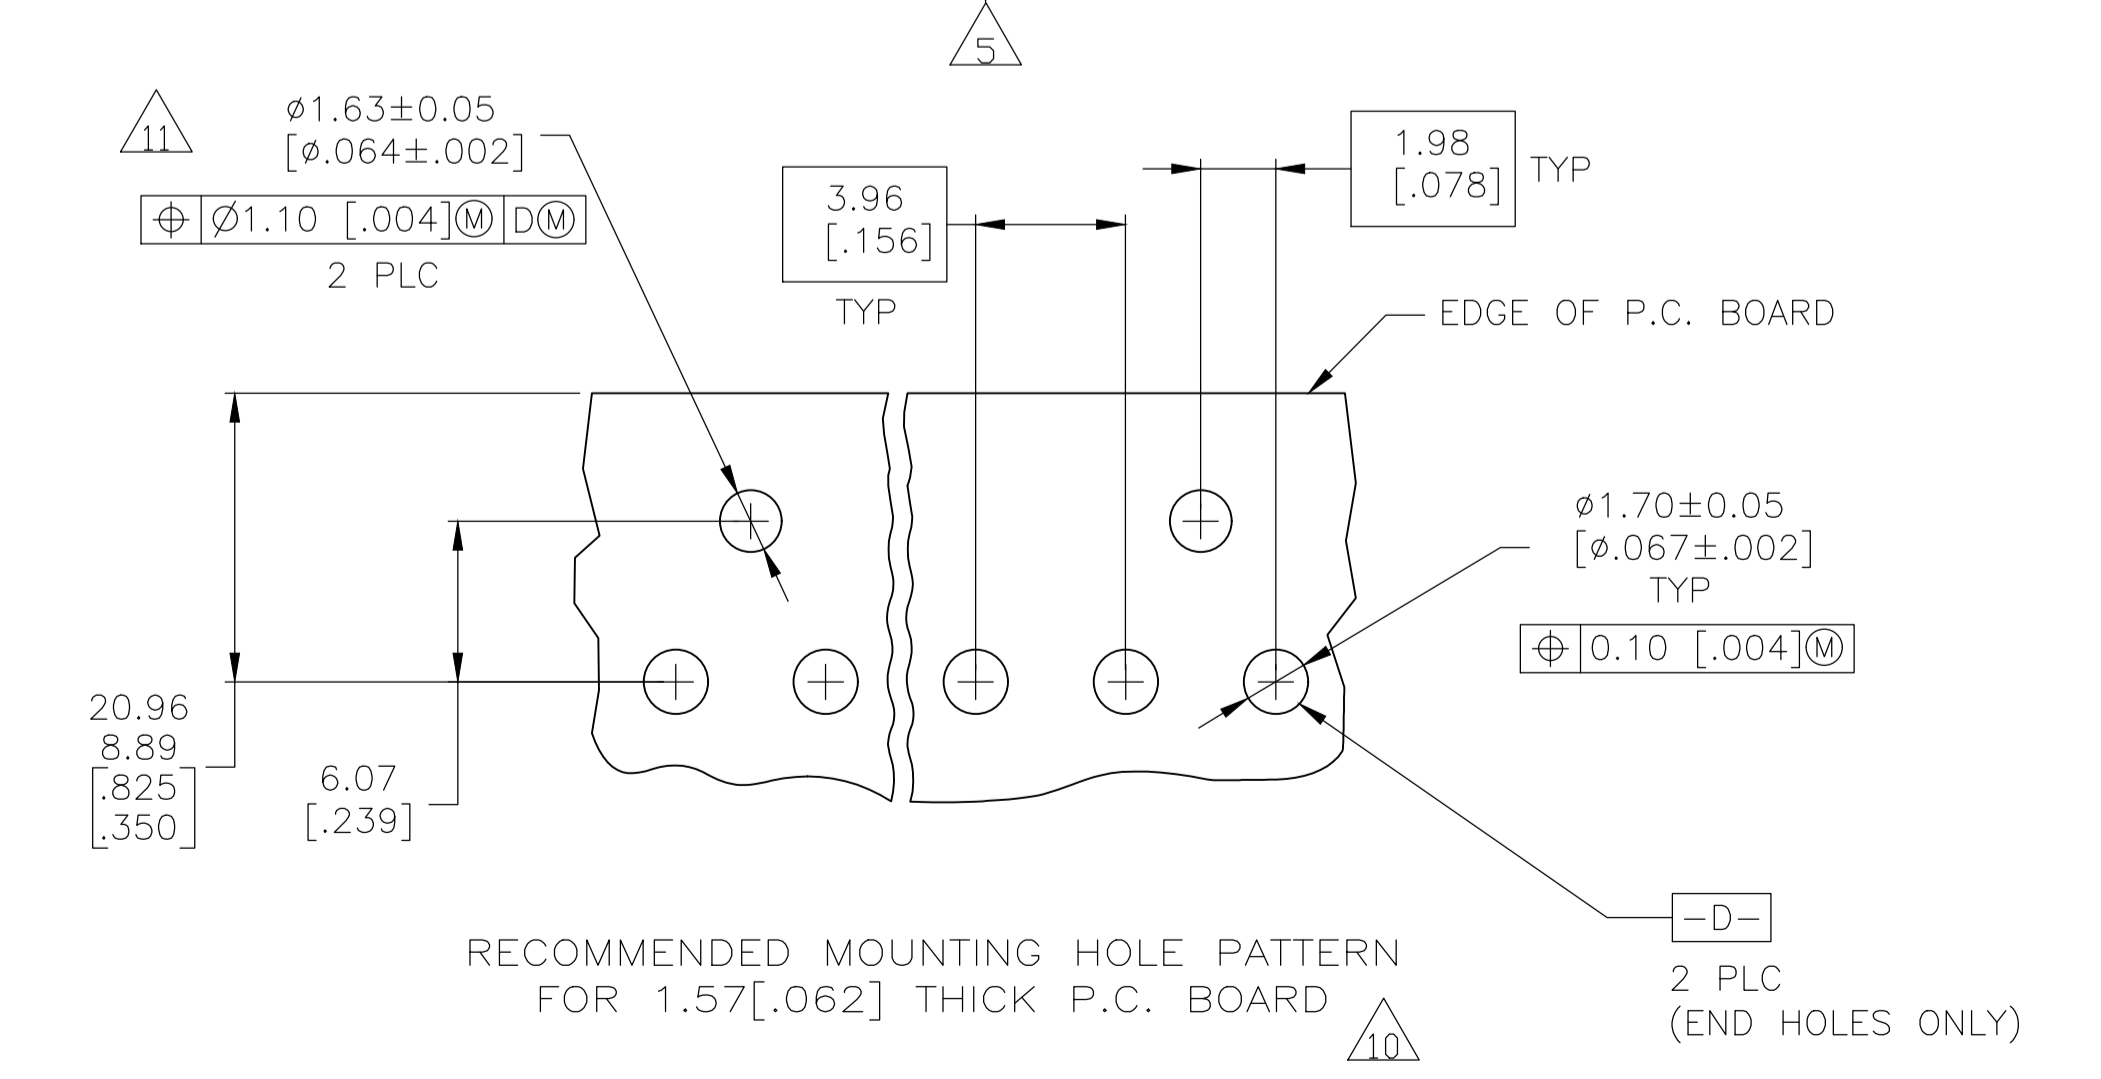 5
11
ø1.63±0.05
[ø.064±.002]
⌖ Ø1.10 [.004]Ⓜ DⓂ
2 PLC
3.96
[.156]
TYP
1.98
[.078]
TYP
EDGE OF P.C. BOARD
ø1.70±0.05
[ø.067±.002]
TYP
⌖ 0.10 [.004]Ⓜ
20.96
8.89
[.825
.350]
6.07
[.239]
-D-
2 PLC
(END HOLES ONLY)
RECOMMENDED MOUNTING HOLE PATTERN
FOR 1.57[.062] THICK P.C. BOARD
10